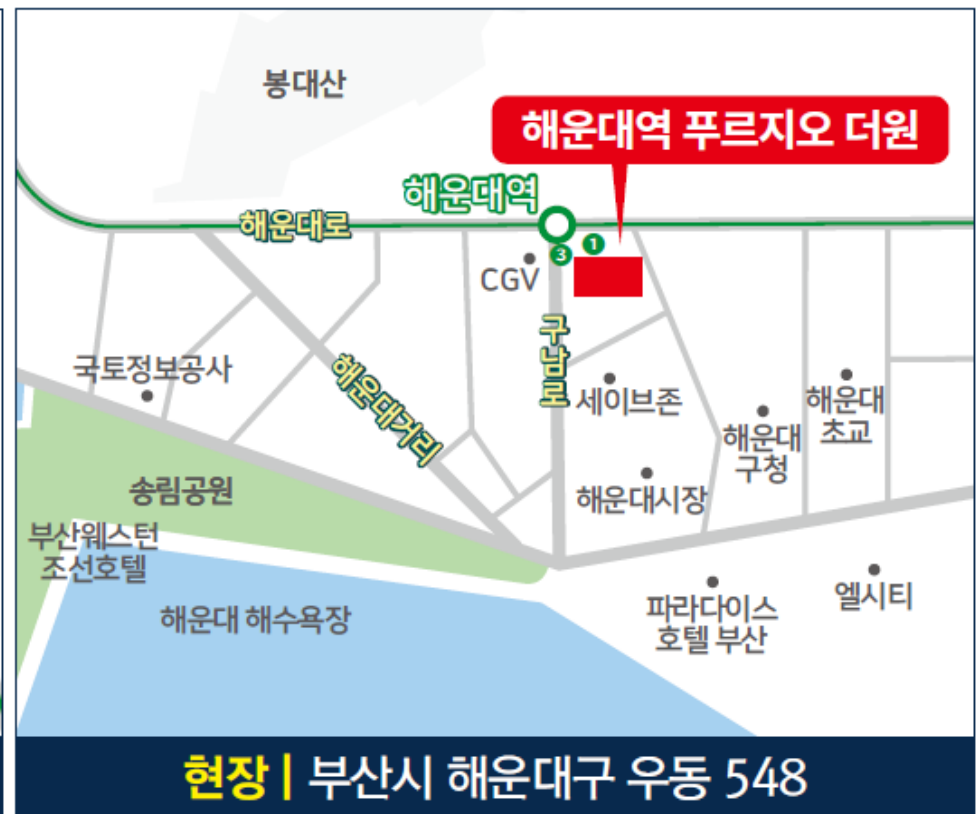 봉대산
해운대역 푸르지오 더원
해운대역
해운대로
1
3
CGV
구남로
국토정보공사
해운대거리
세이브존
해운대
초교
해운대
구청
송림공원
해운대시장
부산웨스턴
조선호텔
엘시티
파라다이스
호텔 부산
해운대 해수욕장
현장 | 부산시 해운대구 우동 548